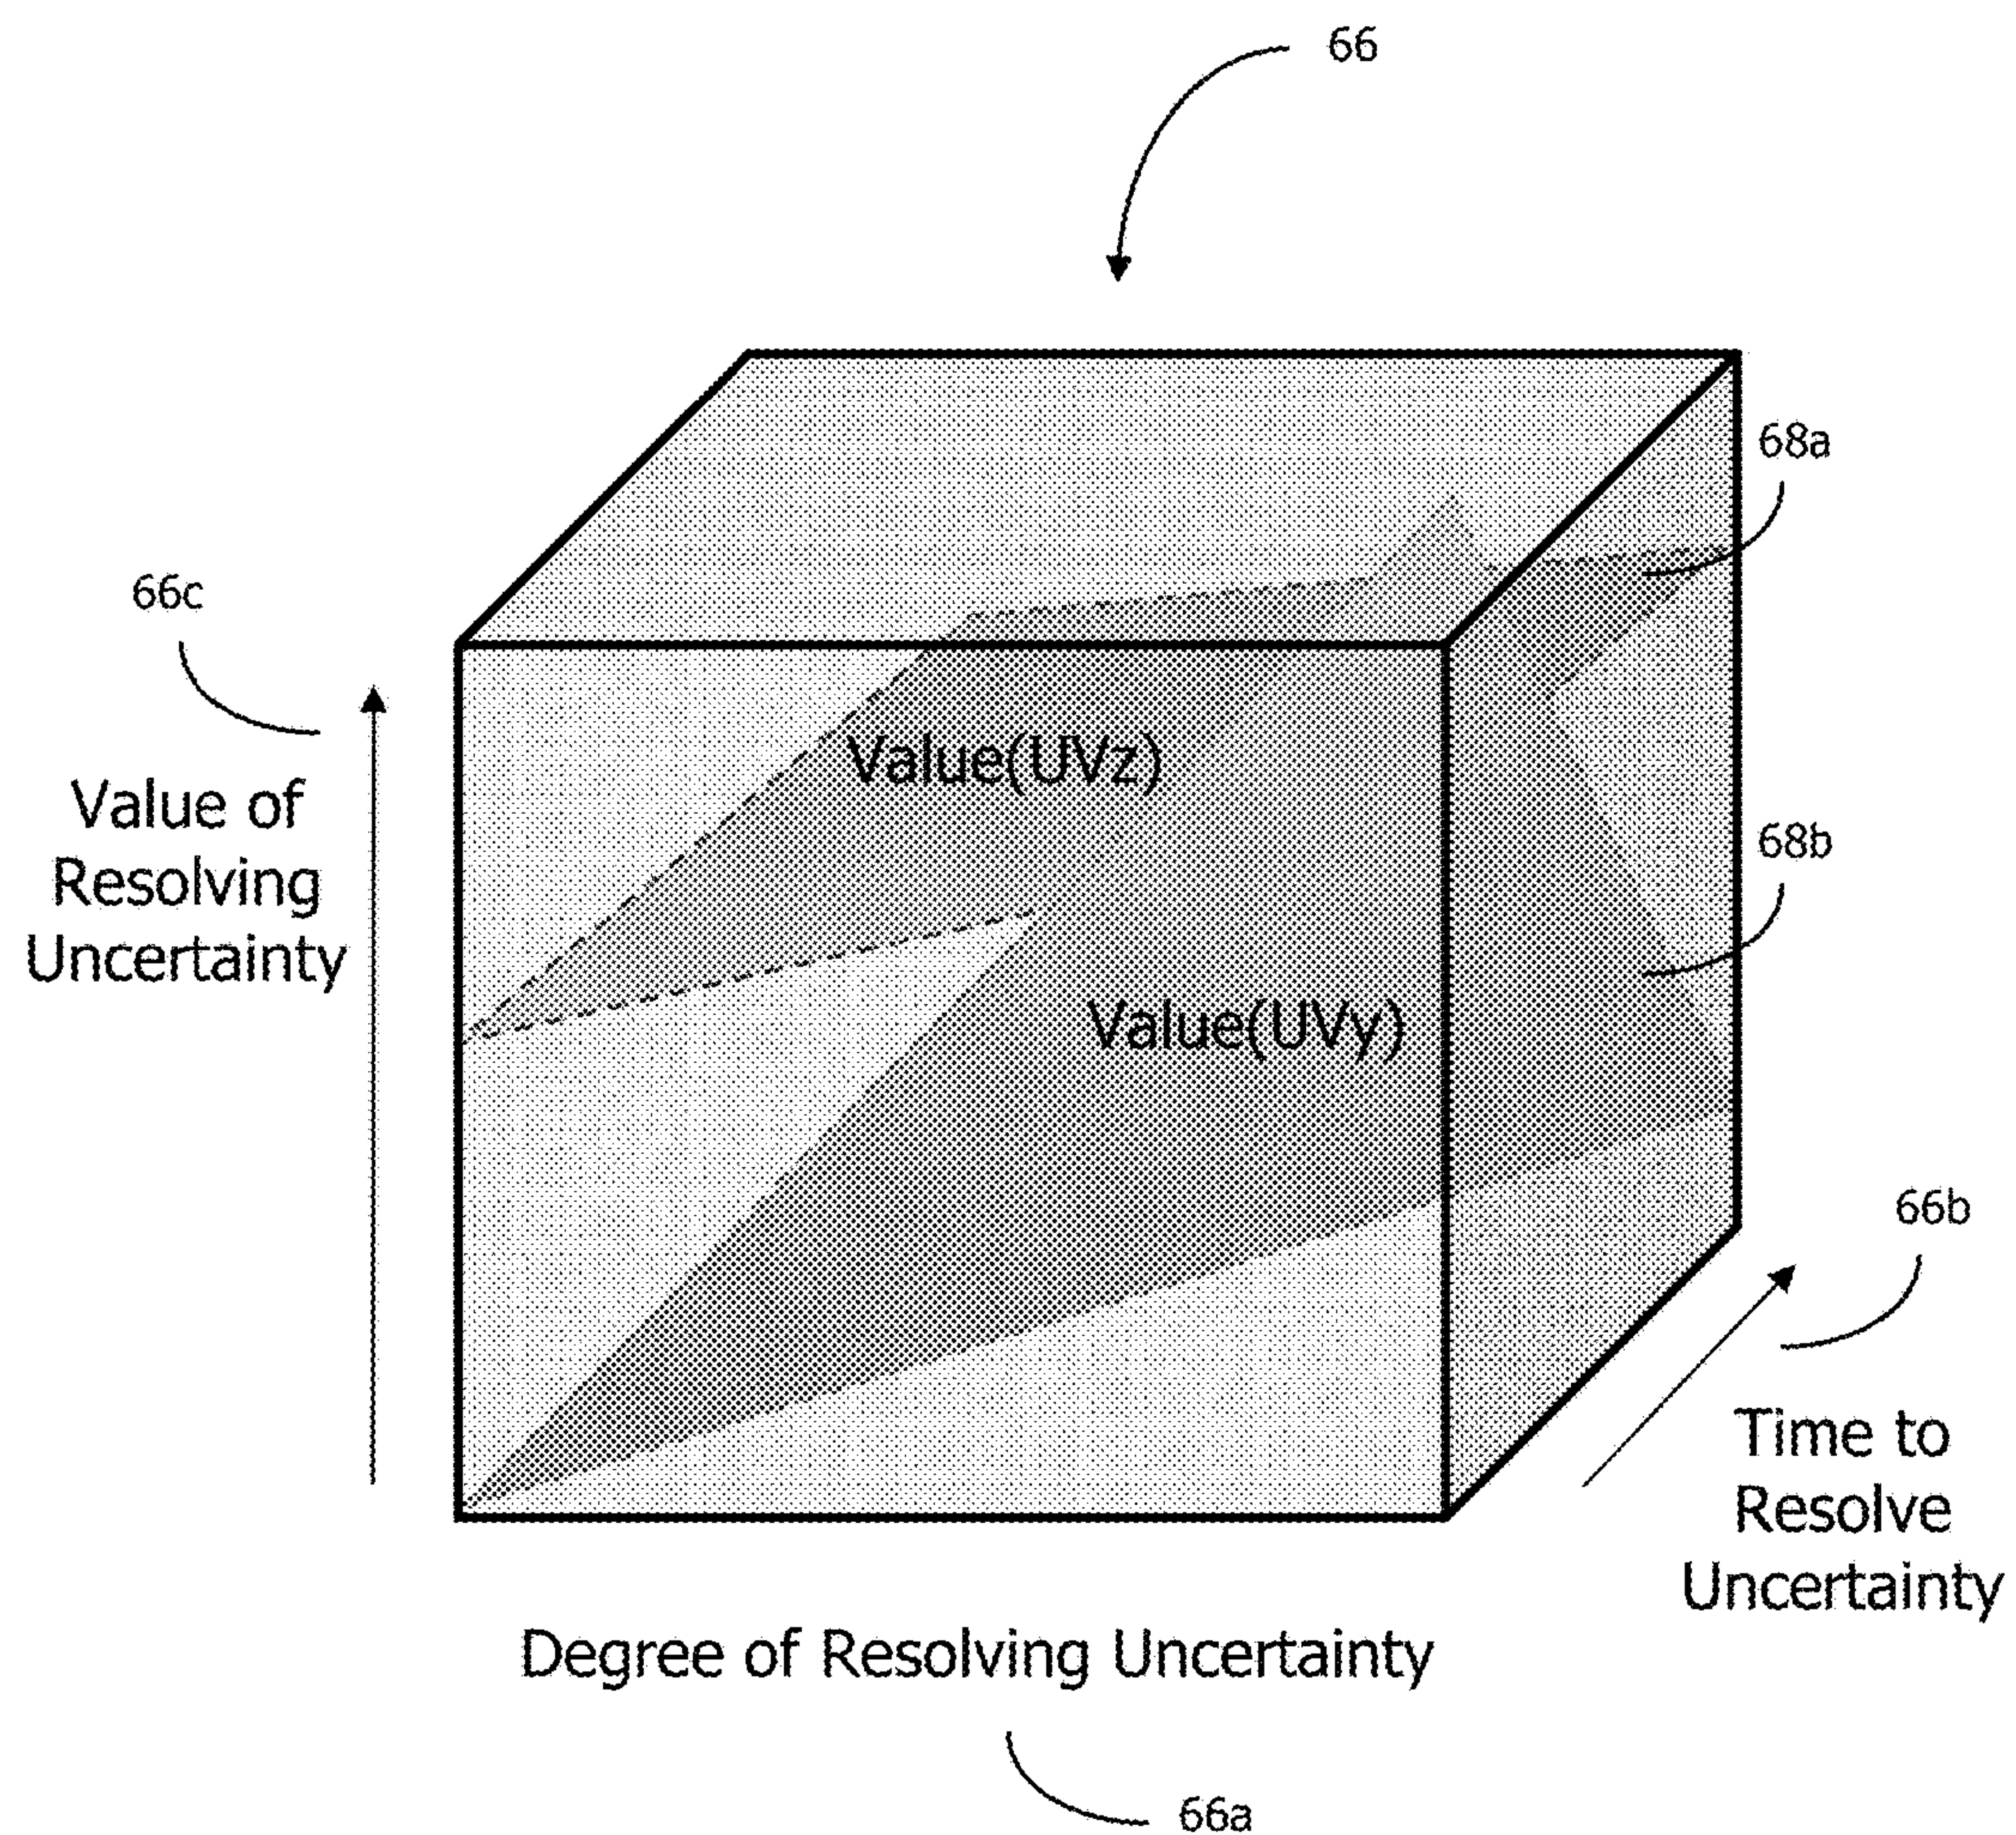 66
68a
66c
Value(UVz)
Value of
Resolving
Uncertainty
68b
Value(UVy)
66b
Time to
Resolve
Uncertainty
Degree of Resolving Uncertainty
66a